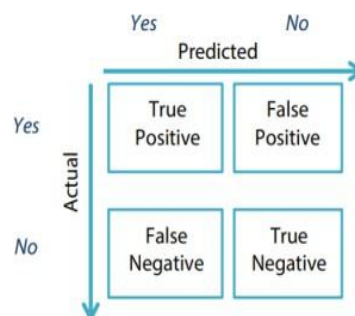 Yes No
Predicted
Yes
No
Actual
True
Positive
False
Positive
False
Negative
True
Negative